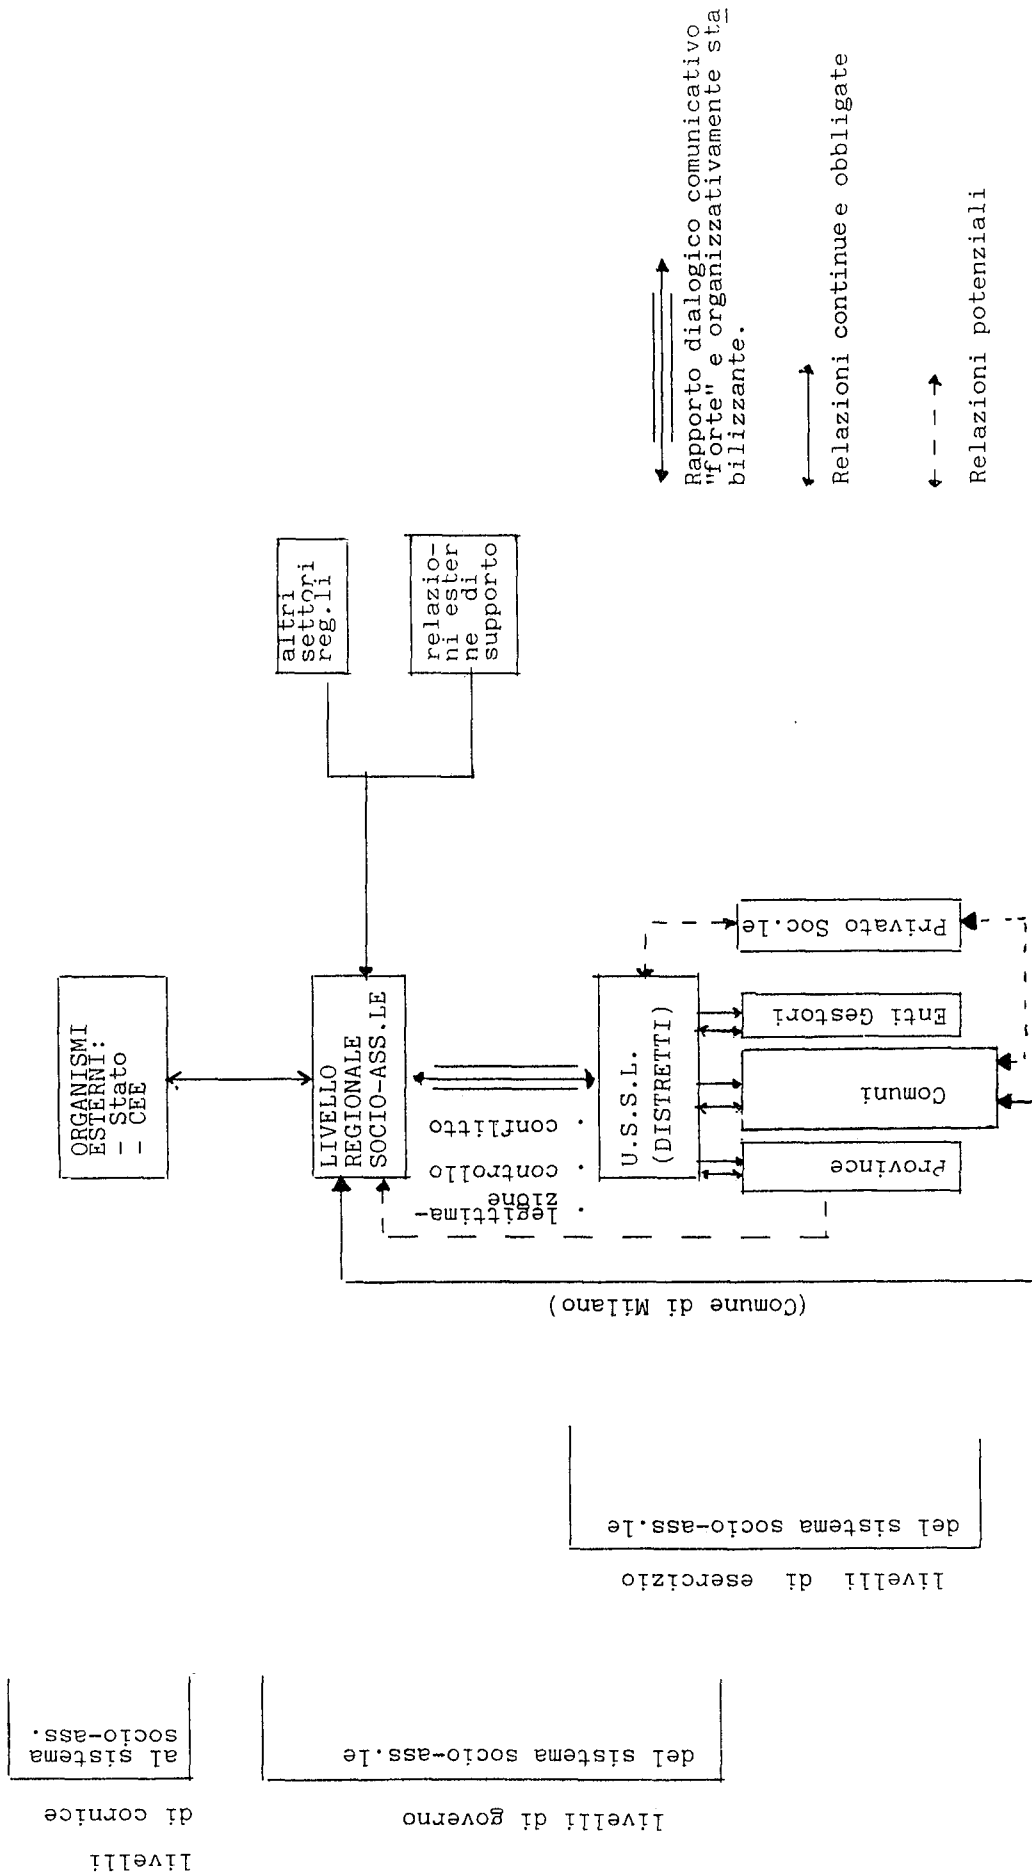 ORGANISMI
ESTERNI:
- Stato
- CEE
LIVELLO
REGIONALE
SOCIO-ASS.LE
altri
settori
reg.li
relazio-
ni ester
ne di
supporto
. conflitto
. controllo
. legittima-
zione
(Comune di Milano)
U.S.S.L.
(DISTRETTI)
Province
Comuni
Enti Gestori
Privato Soc.le
livelli
di cornice
al sistema
socio-ass.
livelli di governo
del sistema socio-ass.le
livelli di esercizio
del sistema socio-ass.le
Rapporto dialogico comunicativo
"forte" e organizzativamente sta
bilizzante.
Relazioni continue e obbligate
Relazioni potenziali